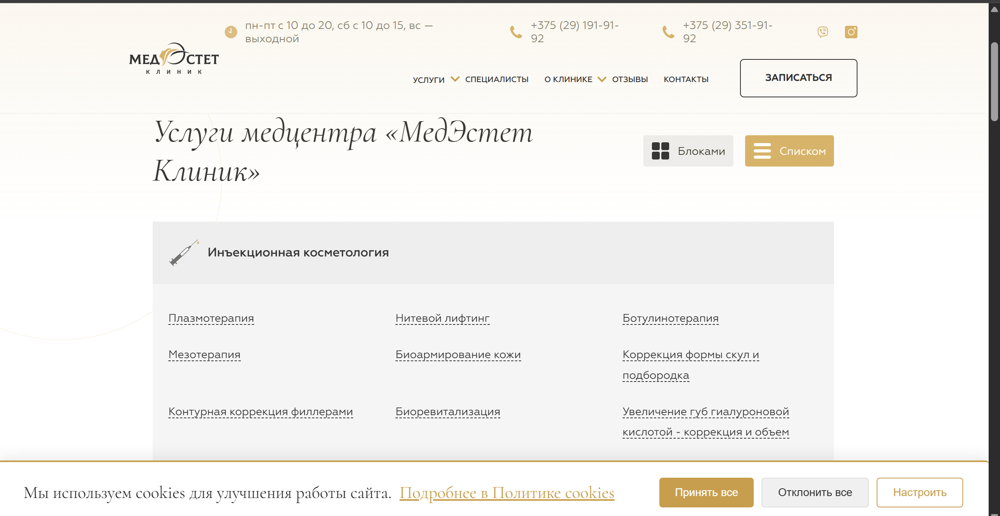 пн-пт с 10 до 20, сб с 10 до 15, вс —
выходной
+375 (29) 191-91-
92
+375 (29) 351-91-
92
МЕДЭСТЕТ
КЛИНИК
УСЛУГИ
СПЕЦИАЛИСТЫ
О КЛИНИКЕ
ОТЗЫВЫ
КОНТАКТЫ
ЗАПИСАТЬСЯ
Услуги медцентра «МедЭстет
Клиник»
Блоками
Списком
Инъекционная косметология
Плазмотерапия
Нитевой лифтинг
Ботулинотерапия
Мезотерапия
Биоармирование кожи
Коррекция формы скул и
подбородка
Контурная коррекция филлерами
Биоревитализация
Увеличение губ гиалуроновой
кислотой - коррекция и объем
Мы используем cookies для улучшения работы сайта. Подробнее в Политике cookies
Принять все
Отклонить все
Настроить